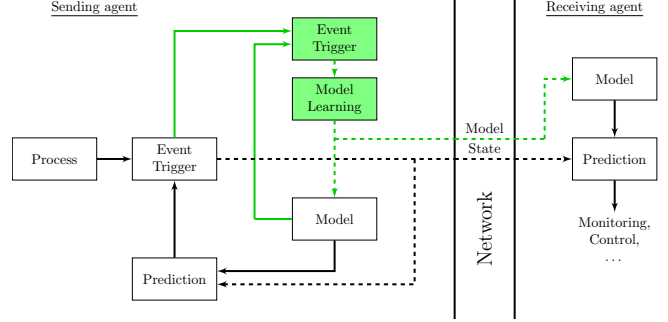 Sending agent
Receiving agent
Event
Trigger
Model
Learning
Model
Model
State
Process
Event
Trigger
Prediction
Model
Prediction
Network
Monitoring,
Control,
...